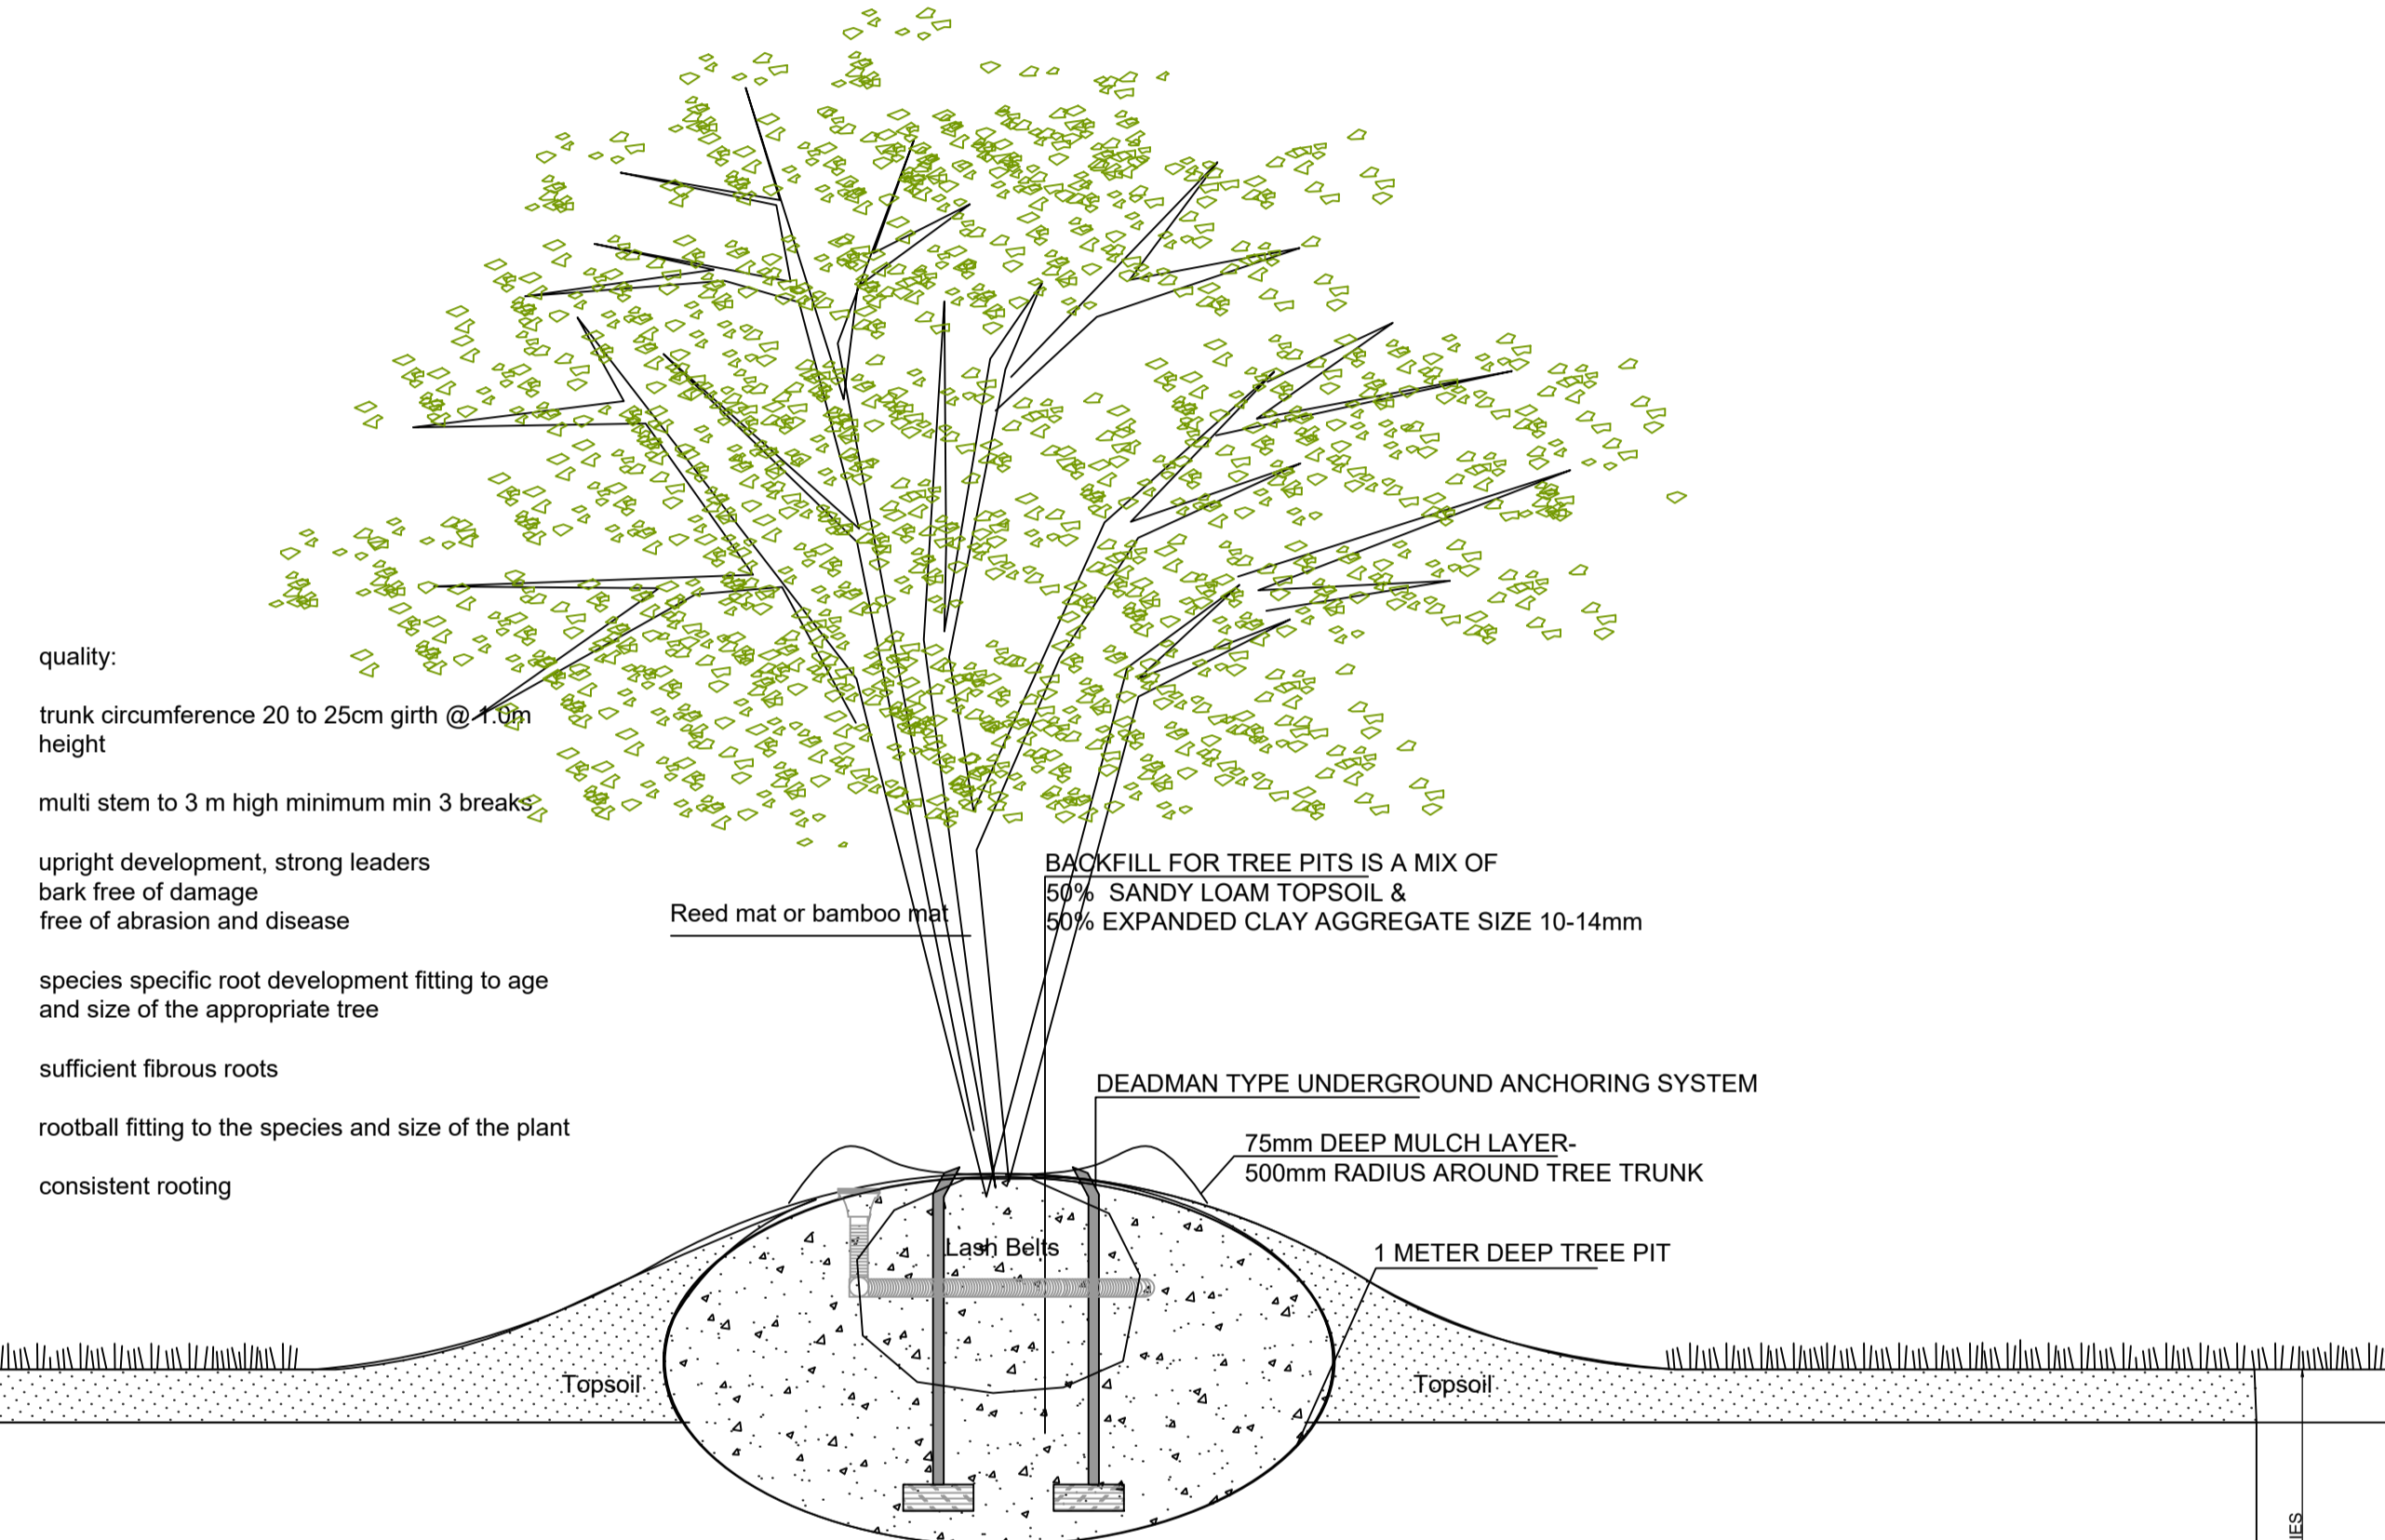 quality:
trunk circumference 20 to 25cm girth @ 1.0m
height
multi stem to 3 m high minimum min 3 breaks
upright development, strong leaders
bark free of damage
free of abrasion and disease
species specific root development fitting to age
and size of the appropriate tree
sufficient fibrous roots
rootball fitting to the species and size of the plant
consistent rooting
Reed mat or bamboo mat
BACKFILL FOR TREE PITS IS A MIX OF
50% SANDY LOAM TOPSOIL &
50% EXPANDED CLAY AGGREGATE SIZE 10-14mm
DEADMAN TYPE UNDERGROUND ANCHORING SYSTEM
75mm DEEP MULCH LAYER-
500mm RADIUS AROUND TREE TRUNK
Lash Belts
1 METER DEEP TREE PIT
Topsoil
Topsoil